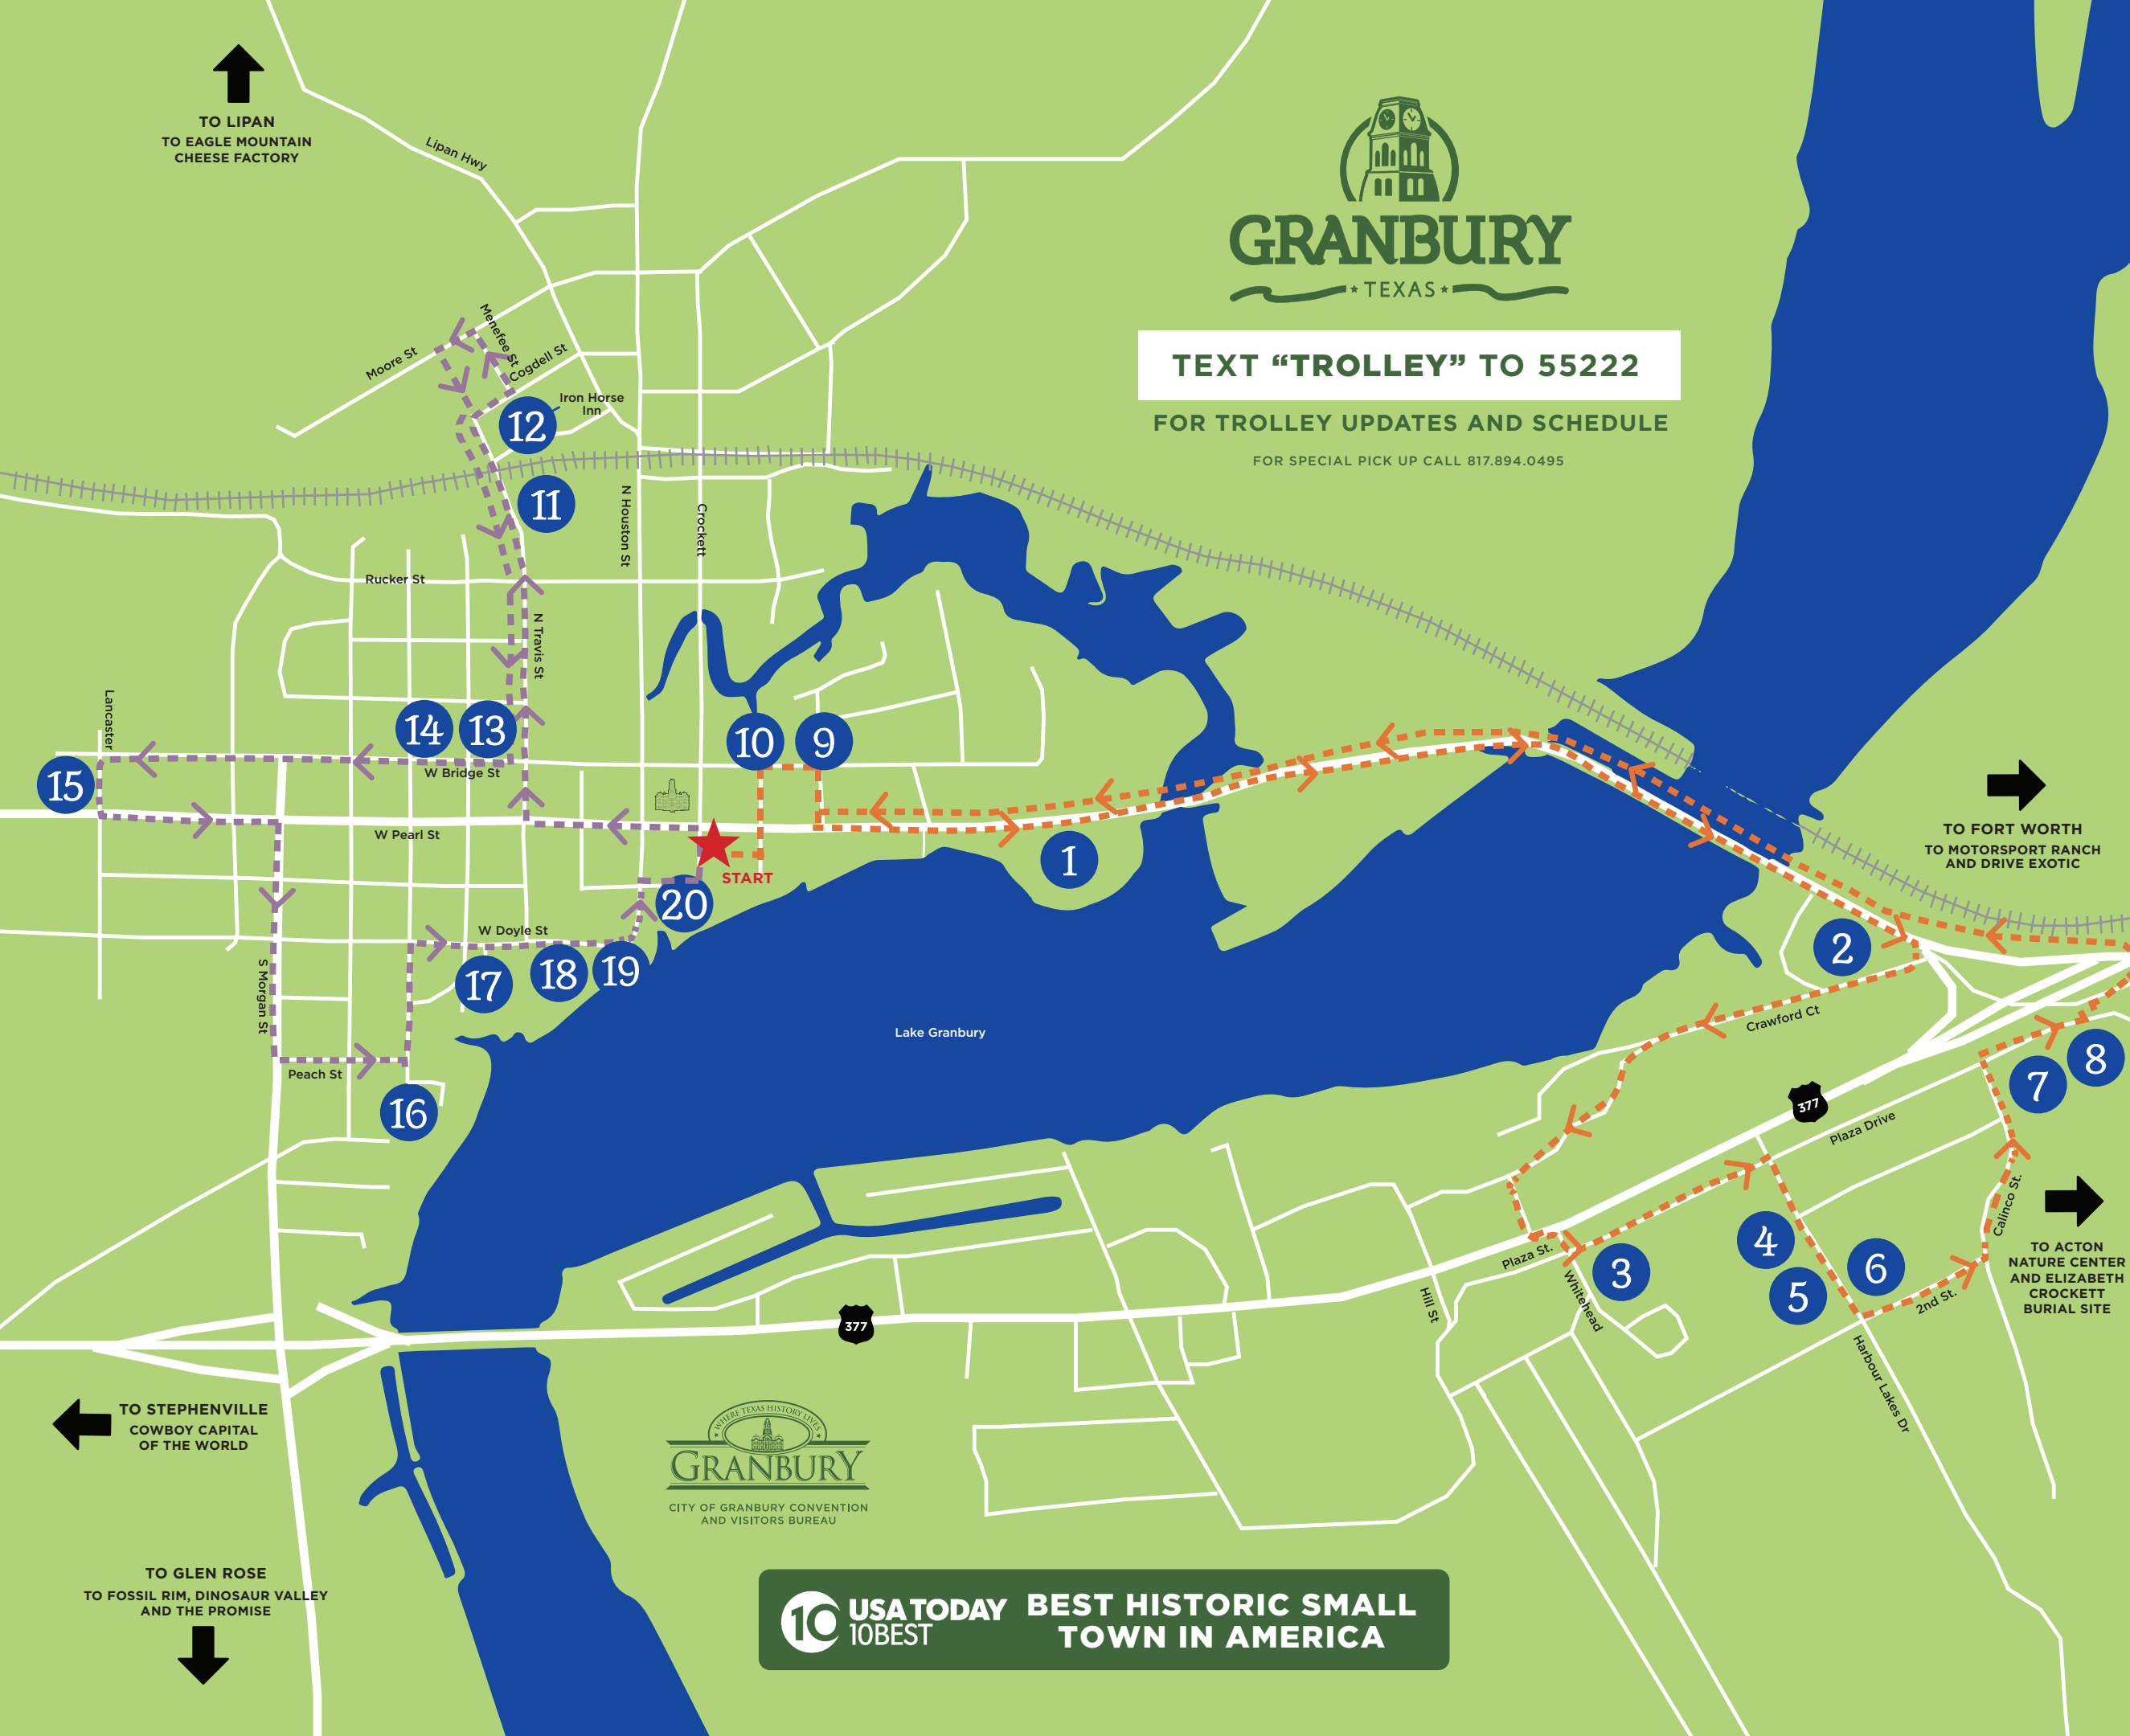 TO LIPAN
TO EAGLE MOUNTAIN
CHEESE FACTORY
Lipan Hwy
GRANBURY
TEXAS
TEXT “TROLLEY” TO 55222
FOR TROLLEY UPDATES AND SCHEDULE
FOR SPECIAL PICK UP CALL 817.894.0495
Menefee St
Moore St
Cogdell St
Iron Horse
Inn
12
11
N Houston St
Crockett
Rucker St
N Travis St
Lancaster
14
13
10
9
15
W Bridge St
W Pearl St
START
1
20
TO FORT WORTH
TO MOTORSPORT RANCH
AND DRIVE EXOTIC
2
W Doyle St
17
18
19
S Morgan St
Lake Granbury
Crawford Ct
Peach St
16
7
8
377
Plaza Drive
Calinco St.
4
Plaza St.
3
5
6
2nd St.
Whitehead
Hill St
Harbour Lakes Dr
TO ACTON
NATURE CENTER
AND ELIZABETH
CROCKETT
BURIAL SITE
377
TO STEPHENVILLE
COWBOY CAPITAL
OF THE WORLD
WHERE TEXAS HISTORY LIVES
GRANBURY
CITY OF GRANBURY CONVENTION
AND VISITORS BUREAU
TO GLEN ROSE
TO FOSSIL RIM, DINOSAUR VALLEY
AND THE PROMISE
10
USA TODAY
10BEST
BEST HISTORIC SMALL
TOWN IN AMERICA